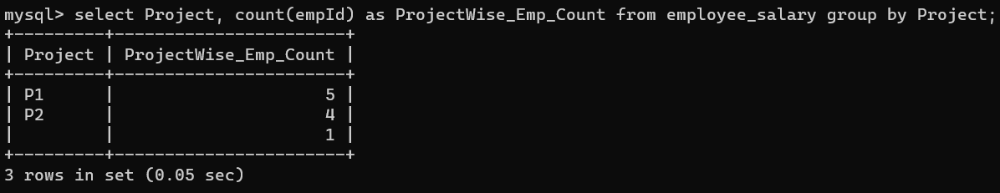 mysql> select Project, count(empId) as ProjectWise_Emp_Count from employee_salary group by Project;
+---------+-----------------------+
| Project | ProjectWise_Emp_Count |
+---------+-----------------------+
| P1      |                     5 |
| P2      |                     4 |
|         |                     1 |
+---------+-----------------------+
3 rows in set (0.05 sec)